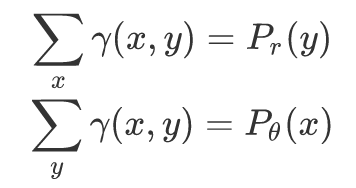 ∑ₓ γ(x, y) = Pᵣ(y)
∑ᵧ γ(x, y) = P_θ(x)